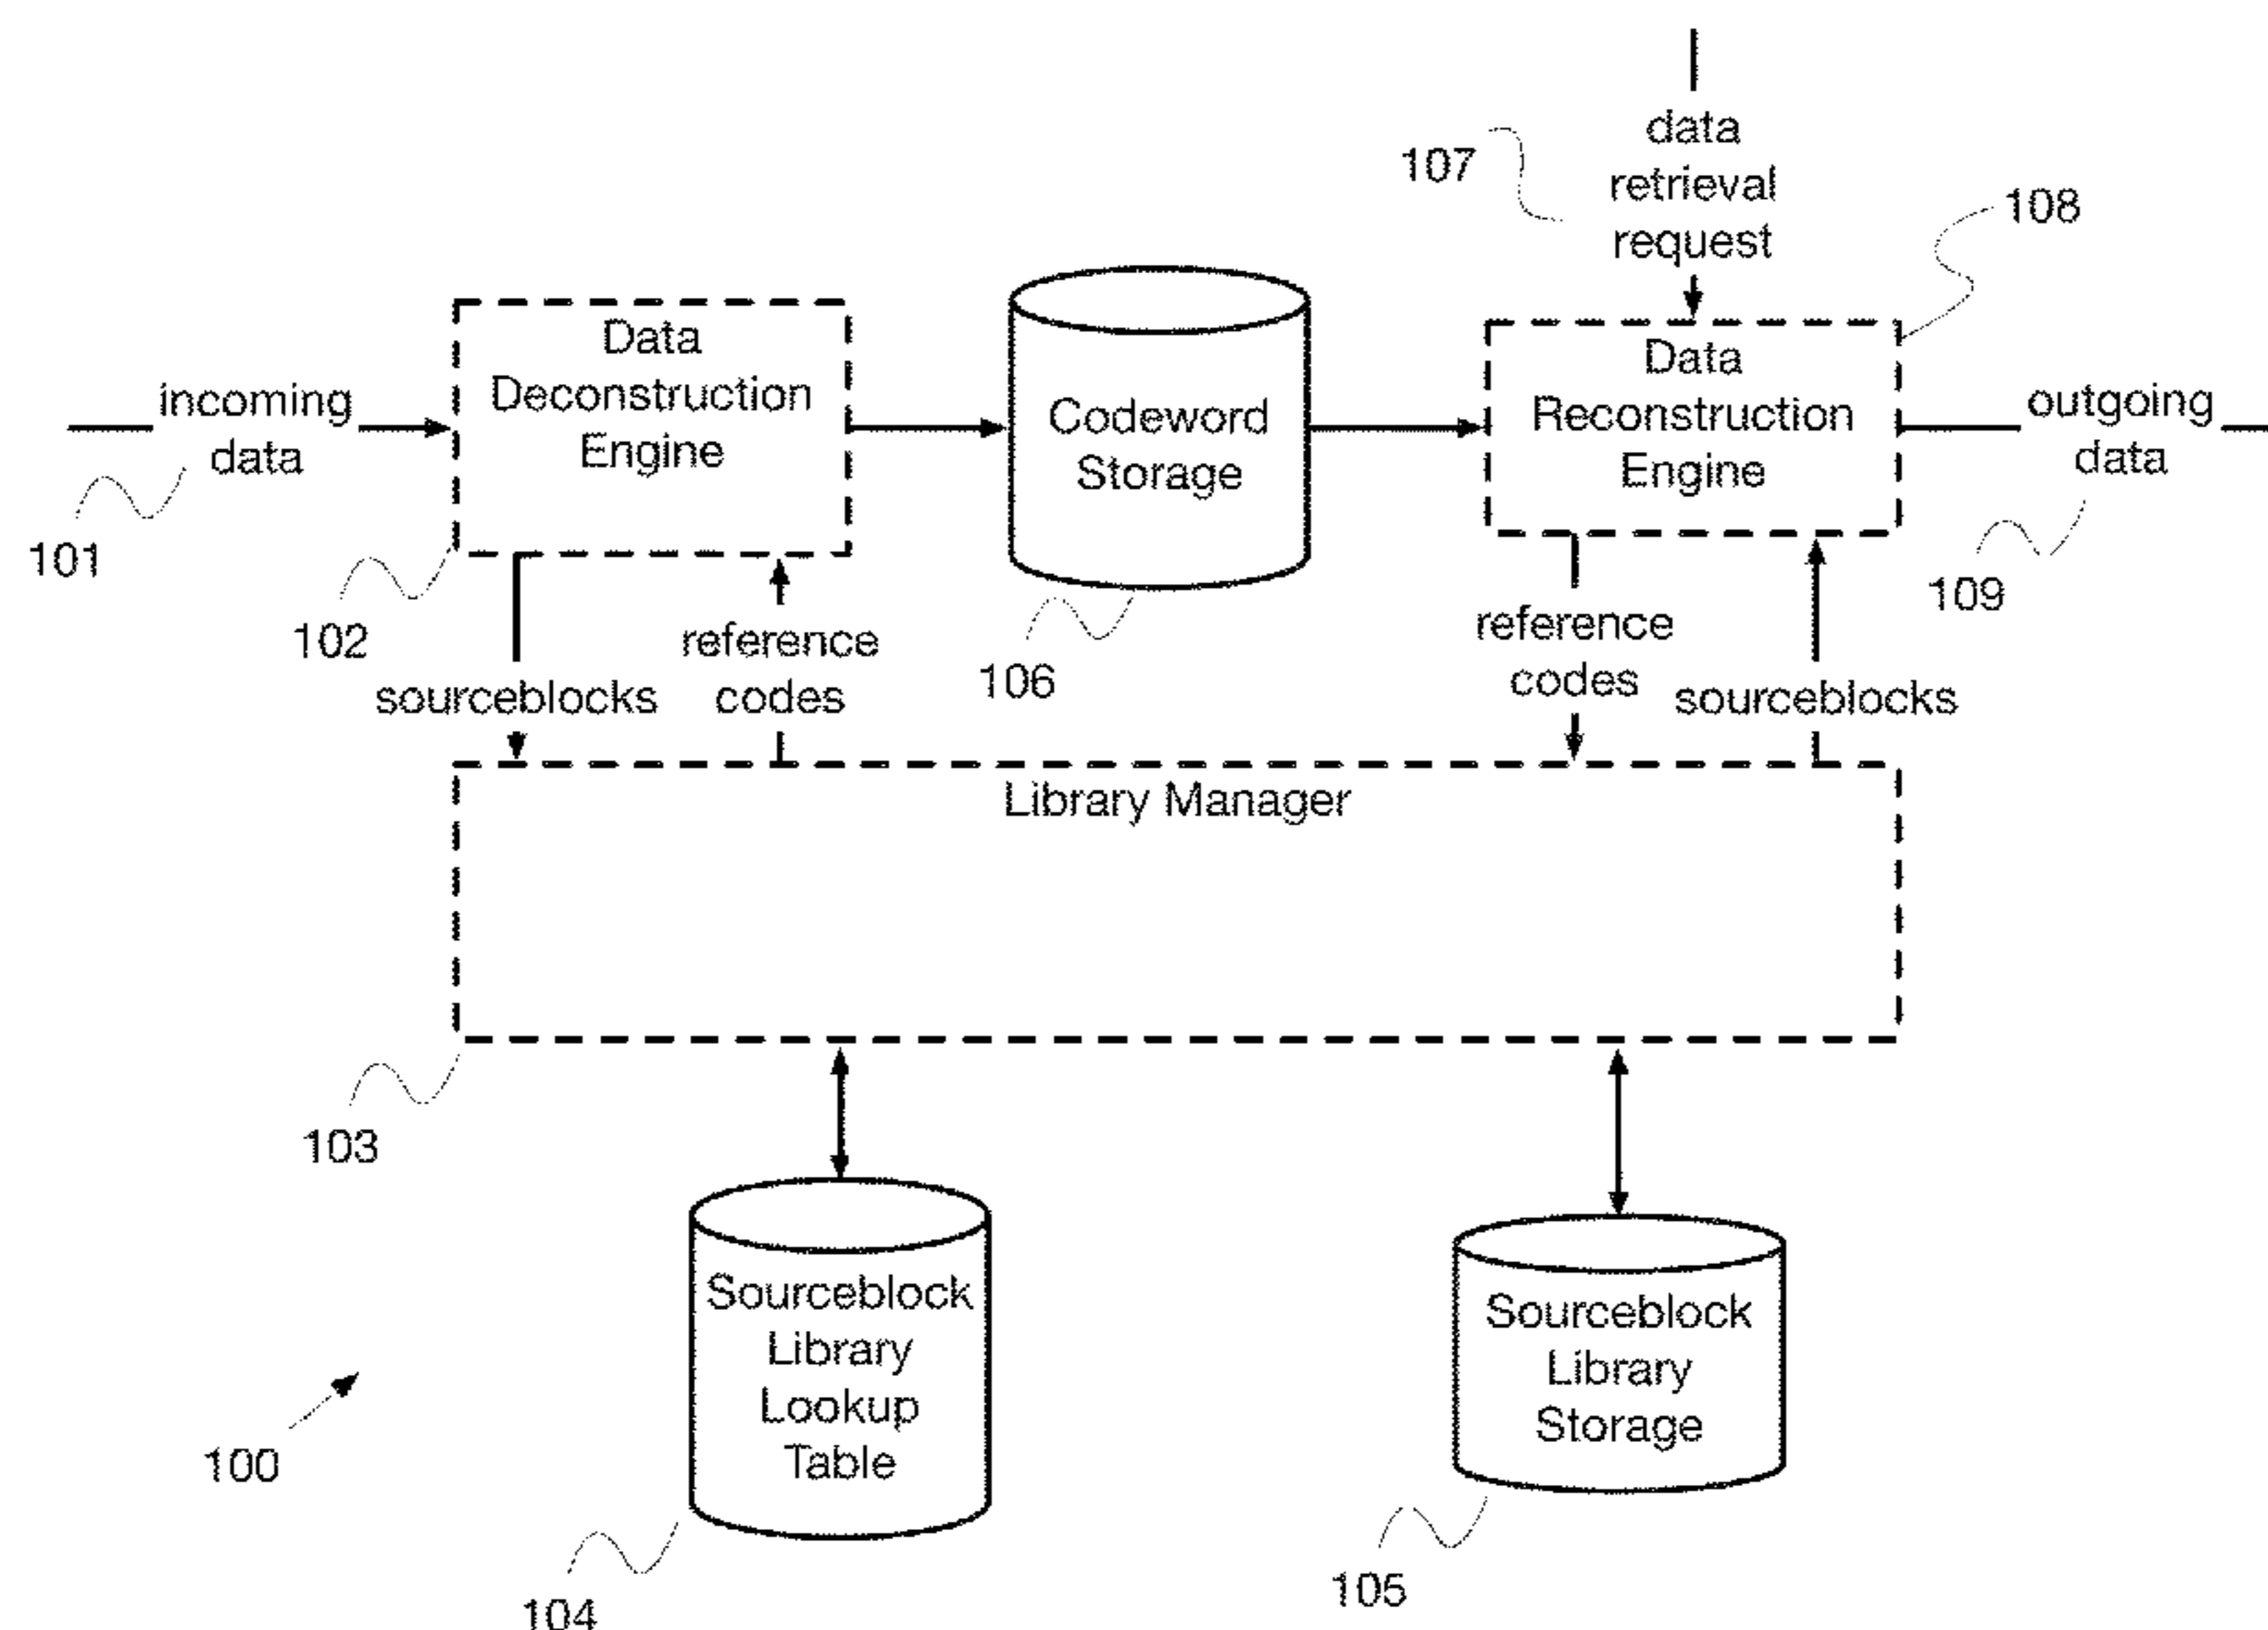 data
retrieval
request
107
108
incoming
data
101
Data
Deconstruction
Engine
102
Codeword
Storage
106
Data
Reconstruction
Engine
outgoing
data
109
sourceblocks
reference
codes
reference
codes
sourceblocks
Library Manager
103
Sourceblock
Library
Lookup
Table
104
Sourceblock
Library
Storage
105
100